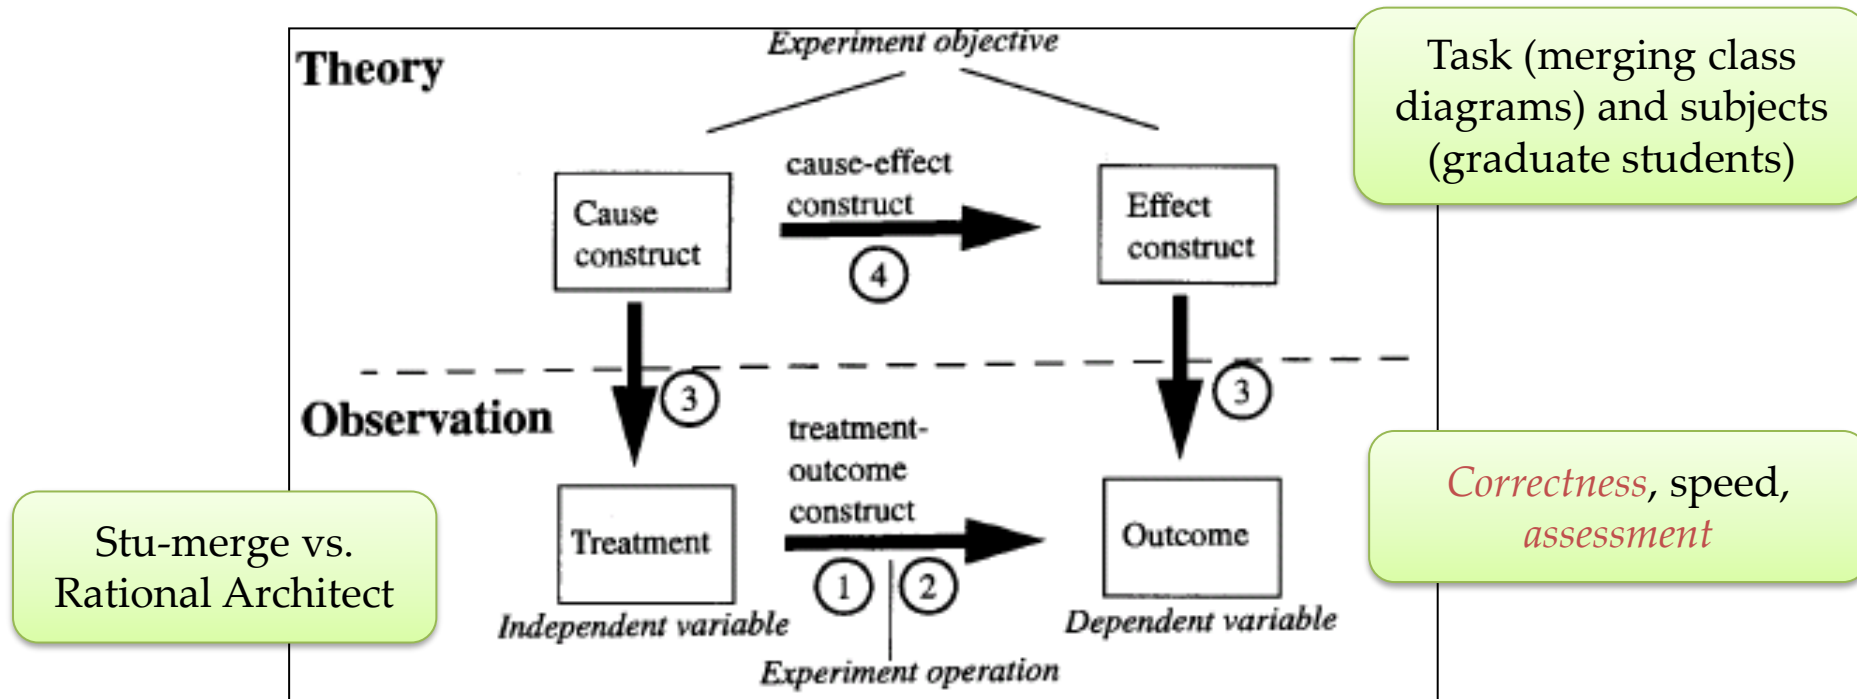 Theory
Experiment objective
Task (merging class
diagrams) and subjects
(graduate students)
Cause
construct
cause-effect
construct
4
Effect
construct
3
3
Observation
Stu-merge vs.
Rational Architect
Treatment
Independent variable
treatment-
outcome
construct
1 2
Experiment operation
Outcome
Dependent variable
Correctness, speed,
assessment